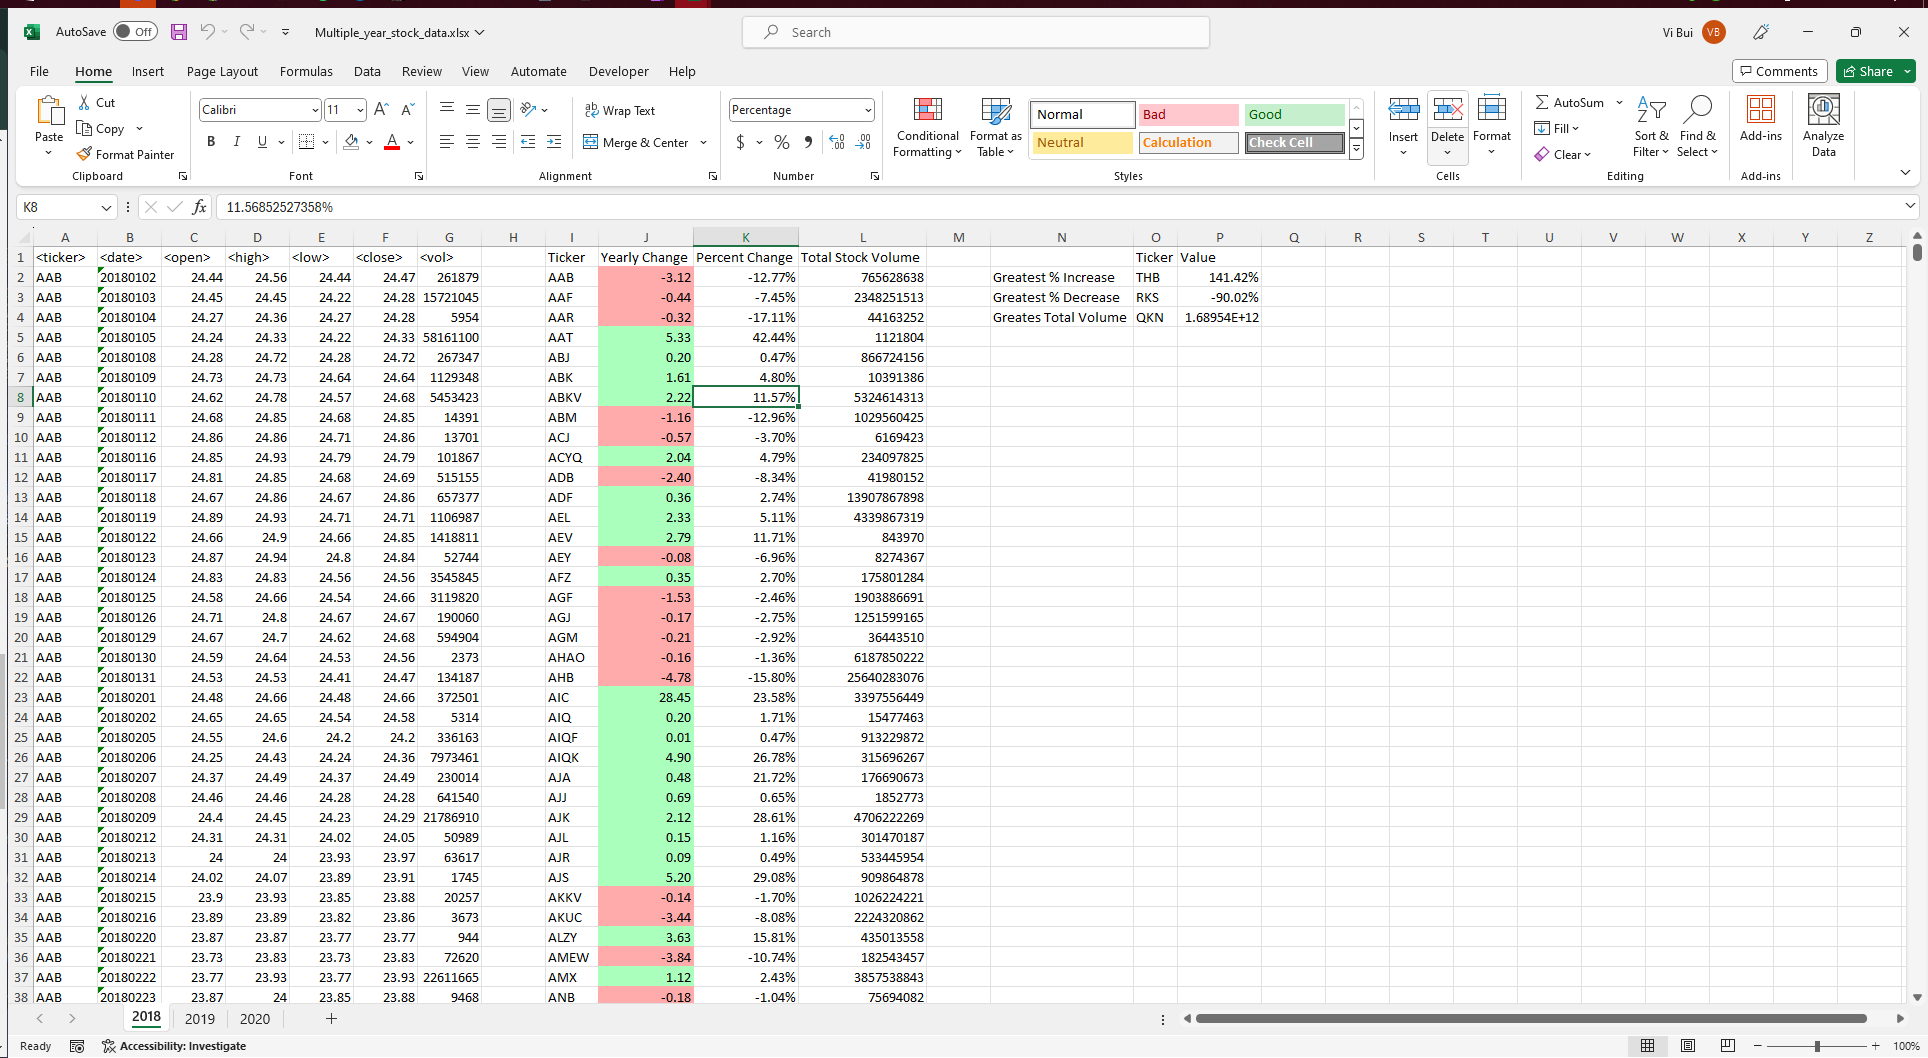 AutoSave Off Multiple_year_stock_data.xlsx Search Vi Bui VB
File Home Insert Page Layout Formulas Data Review View Automate Developer Help Comments Share
Paste Cut Copy Format Painter Clipboard
Calibri 11 B I U A Font
Wrap Text Merge & Center Alignment
Percentage $ % Number
Conditional Formatting Format as Table Normal Bad Good Neutral Calculation Check Cell Styles
Insert Delete Format Cells
AutoSum Fill Clear Sort & Filter Find & Select Editing
Add-ins Add-ins
Analyze Data
K8 fx 11.56852527358%
A B C D E F G H I J K L M N O P Q R S T U V W X Y Z
1 <ticker> <date> <open> <high> <low> <close> <vol> Ticker Yearly Change Percent Change Total Stock Volume Ticker Value
2 AAB 20180102 24.44 24.56 24.44 24.47 261879 AAB -3.12 -12.77% 765628638 Greatest % Increase THB 141.42%
3 AAB 20180103 24.45 24.45 24.22 24.28 15721045 AAF -0.44 -7.45% 2348251513 Greatest % Decrease RKS -90.02%
4 AAB 20180104 24.27 24.36 24.27 24.28 5954 AAR -0.32 -17.11% 44163252 Greates Total Volume QKN 1.68954E+12
5 AAB 20180105 24.24 24.33 24.22 24.33 58161100 AAT 5.33 42.44% 1121804
6 AAB 20180108 24.28 24.72 24.28 24.72 267347 ABJ 0.20 0.47% 866724156
7 AAB 20180109 24.73 24.73 24.64 24.64 1129348 ABK 1.61 4.80% 10391386
8 AAB 20180110 24.62 24.78 24.57 24.68 5453423 ABKV 2.22 11.57% 5324614313
9 AAB 20180111 24.68 24.85 24.68 24.85 14391 ABM -1.16 -12.96% 1029560425
10 AAB 20180112 24.86 24.86 24.71 24.86 13701 ACJ -0.57 -3.70% 6169423
11 AAB 20180116 24.85 24.93 24.79 24.79 101867 ACYQ 2.04 4.79% 234097825
12 AAB 20180117 24.81 24.85 24.68 24.69 515155 ADB -2.40 -8.34% 41980152
13 AAB 20180118 24.67 24.86 24.67 24.86 657377 ADF 0.36 2.74% 13907867898
14 AAB 20180119 24.89 24.93 24.71 24.71 1106987 AEL 2.33 5.11% 4339867319
15 AAB 20180122 24.66 24.9 24.66 24.85 1418811 AEV 2.79 11.71% 843970
16 AAB 20180123 24.87 24.94 24.8 24.84 52744 AEY -0.08 -6.96% 8274367
17 AAB 20180124 24.83 24.83 24.56 24.56 3545845 AFZ 0.35 2.70% 175801284
18 AAB 20180125 24.58 24.66 24.54 24.66 3119820 AGF -1.53 -2.46% 1903886691
19 AAB 20180126 24.71 24.8 24.67 24.67 190060 AGJ -0.17 -2.75% 1251599165
20 AAB 20180129 24.67 24.7 24.62 24.68 594904 AGM -0.21 -2.92% 36443510
21 AAB 20180130 24.59 24.64 24.53 24.56 2373 AHAO -0.16 -1.36% 6187850222
22 AAB 20180131 24.53 24.53 24.41 24.47 134187 AHB -4.78 -15.80% 25640283076
23 AAB 20180201 24.48 24.66 24.48 24.66 372501 AIC 28.45 23.58% 3397556449
24 AAB 20180202 24.65 24.65 24.54 24.58 5314 AIQ 0.20 1.71% 15477463
25 AAB 20180205 24.55 24.6 24.2 24.2 336163 AIQF 0.01 0.47% 913229872
26 AAB 20180206 24.25 24.43 24.24 24.36 7973461 AIQK 4.90 26.78% 315696267
27 AAB 20180207 24.37 24.49 24.37 24.49 230014 AJA 0.48 21.72% 176690673
28 AAB 20180208 24.46 24.46 24.28 24.28 641540 AJJ 0.69 0.65% 1852773
29 AAB 20180209 24.4 24.45 24.23 24.29 21786910 AJK 2.12 28.61% 4706222269
30 AAB 20180212 24.31 24.31 24.02 24.05 50989 AJL 0.15 1.16% 301470187
31 AAB 20180213 24 24 23.93 23.97 63617 AJR 0.09 0.49% 533445954
32 AAB 20180214 24.02 24.07 23.89 23.91 1745 AJS 5.20 29.08% 909864878
33 AAB 20180215 23.9 23.93 23.85 23.88 20257 AKKV -0.14 -1.70% 1026224221
34 AAB 20180216 23.89 23.89 23.82 23.86 3673 AKUC -3.44 -8.08% 2224320862
35 AAB 20180220 23.87 23.87 23.77 23.77 944 ALZY 3.63 15.81% 435013558
36 AAB 20180221 23.73 23.83 23.73 23.83 72620 AMEW -3.84 -10.74% 182543457
37 AAB 20180222 23.77 23.93 23.77 23.93 22611665 AMX 1.12 2.43% 3857538843
38 AAB 20180223 23.87 24 23.85 23.88 9468 ANB -0.18 -1.04% 75694082
2018 2019 2020
Ready Accessibility: Investigate 100%